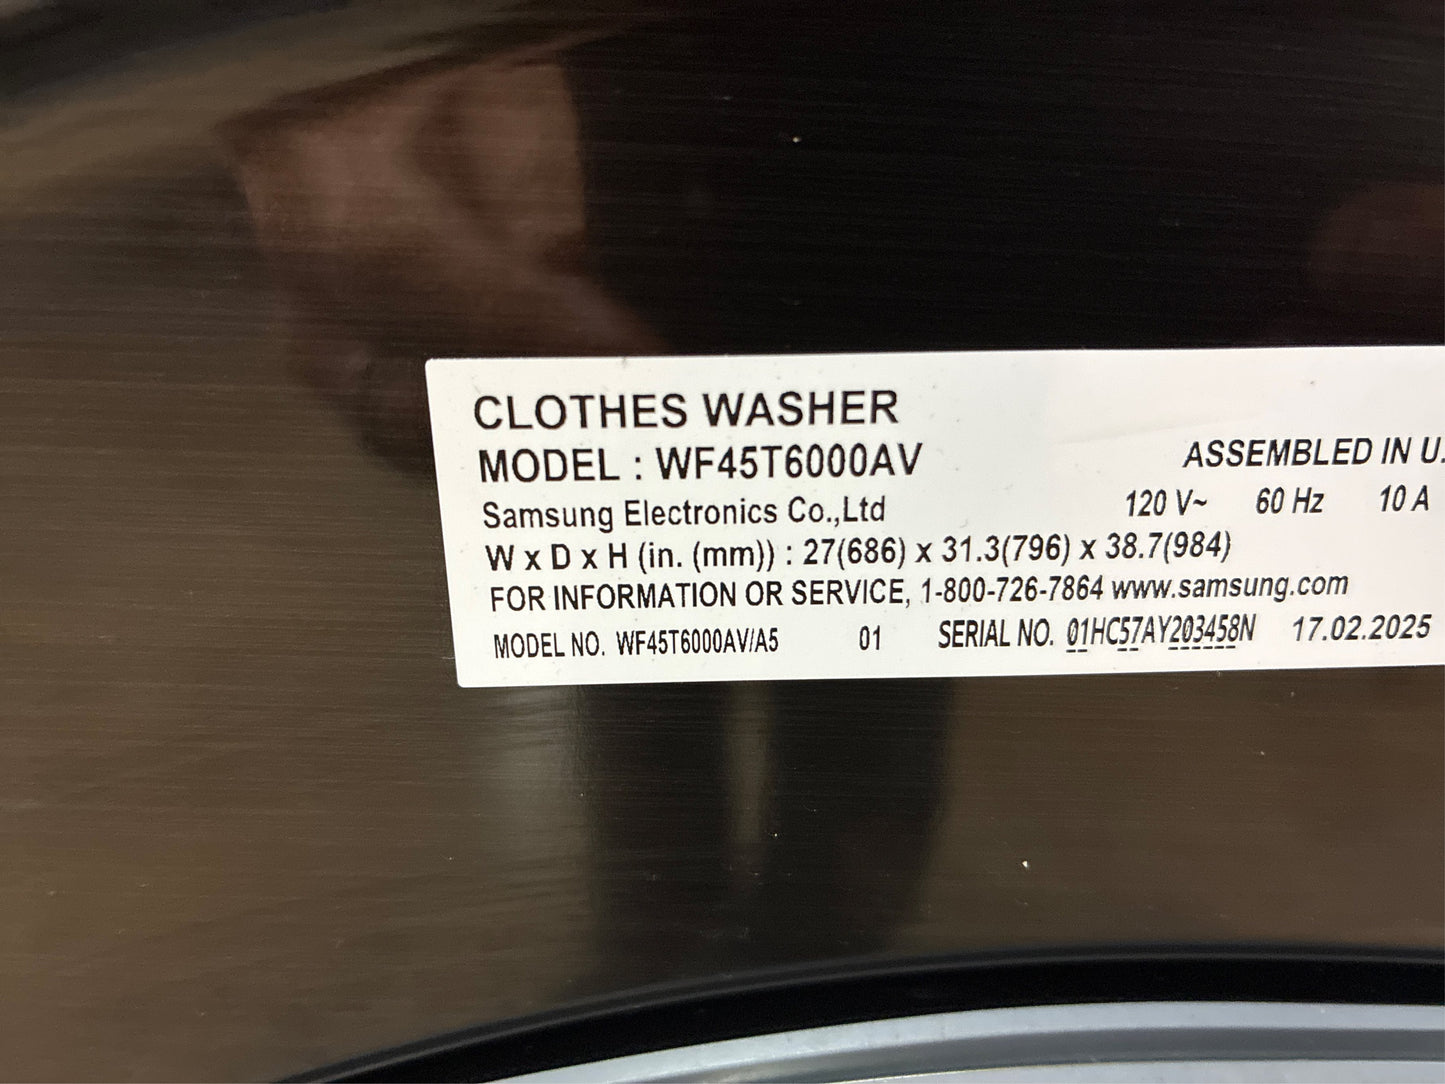 CLOTHES WASHER
MODEL : WF45T6000AV
ASSEMBLED IN U.
Samsung Electronics Co.,Ltd
120 V~ 60 Hz 10 A
W x D x H (in. (mm)) : 27(686) x 31.3(796) x 38.7(984)
FOR INFORMATION OR SERVICE, 1-800-726-7864 www.samsung.com
MODEL NO. WF45T6000AV/A5 01 SERIAL NO. 01HC57AY203458N 17.02.2025